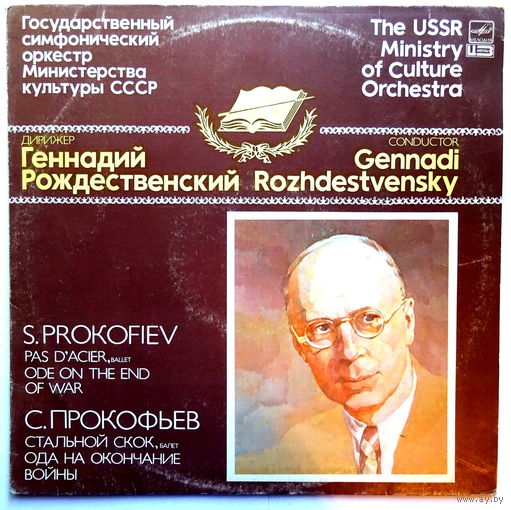 Государственный
симфонический
оркестр
Министерства
культуры СССР
The USSR
Ministry
of Culture
Orchestra
МЕЛОДИЯ
ДИРИЖЕР
Геннадий
Рождественский
CONDUCTOR
Gennadi
Rozhdestvensky
S.PROKOFIEV
PAS D'ACIER, BALLET
ODE ON THE END
OF WAR
С.ПРОКОФЬЕВ
СТАЛЬНОЙ СКОК, БАЛЕТ
ОДА НА ОКОНЧАНИЕ
ВОЙНЫ
www.ay.by